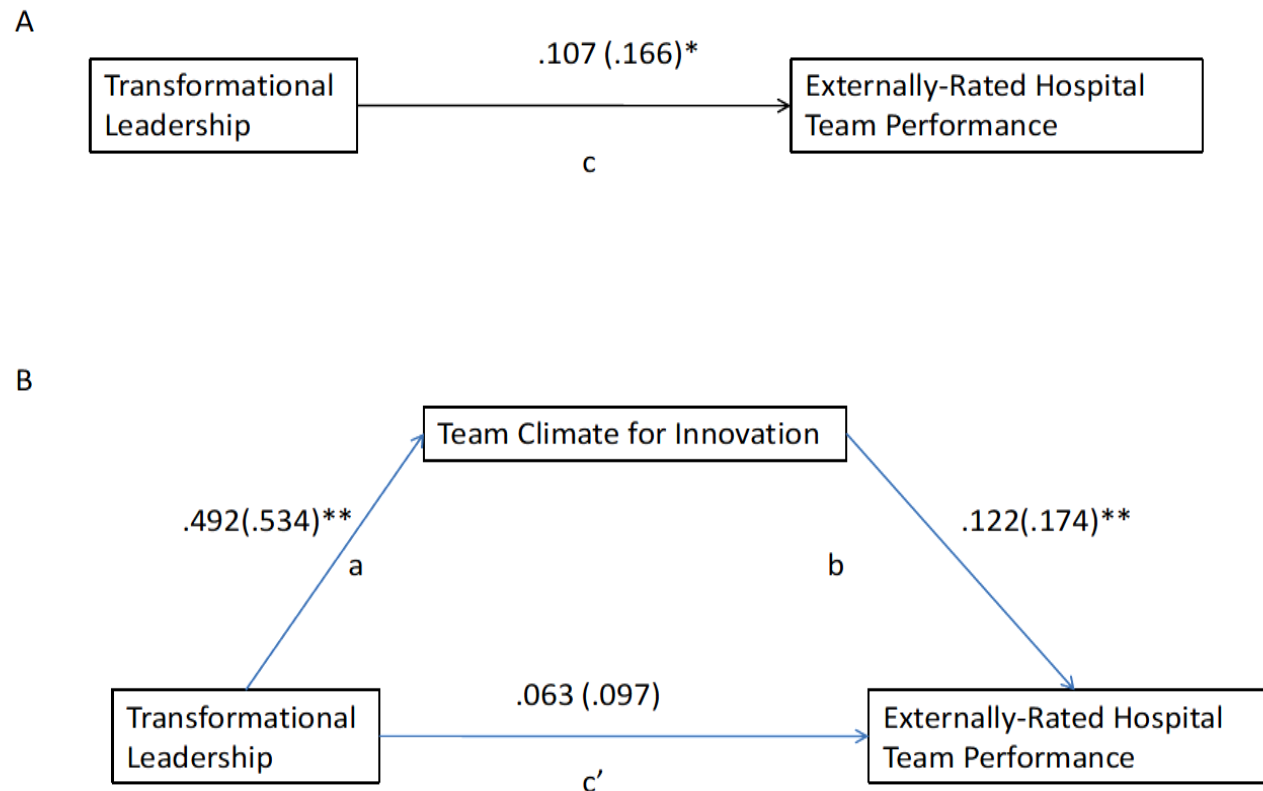 A
.107 (.166)*
Transformational
Leadership
Externally-Rated Hospital
Team Performance
c
B
Team Climate for Innovation
.492(.534)**
.122(.174)**
a
b
.063 (.097)
Transformational
Leadership
Externally-Rated Hospital
Team Performance
c’